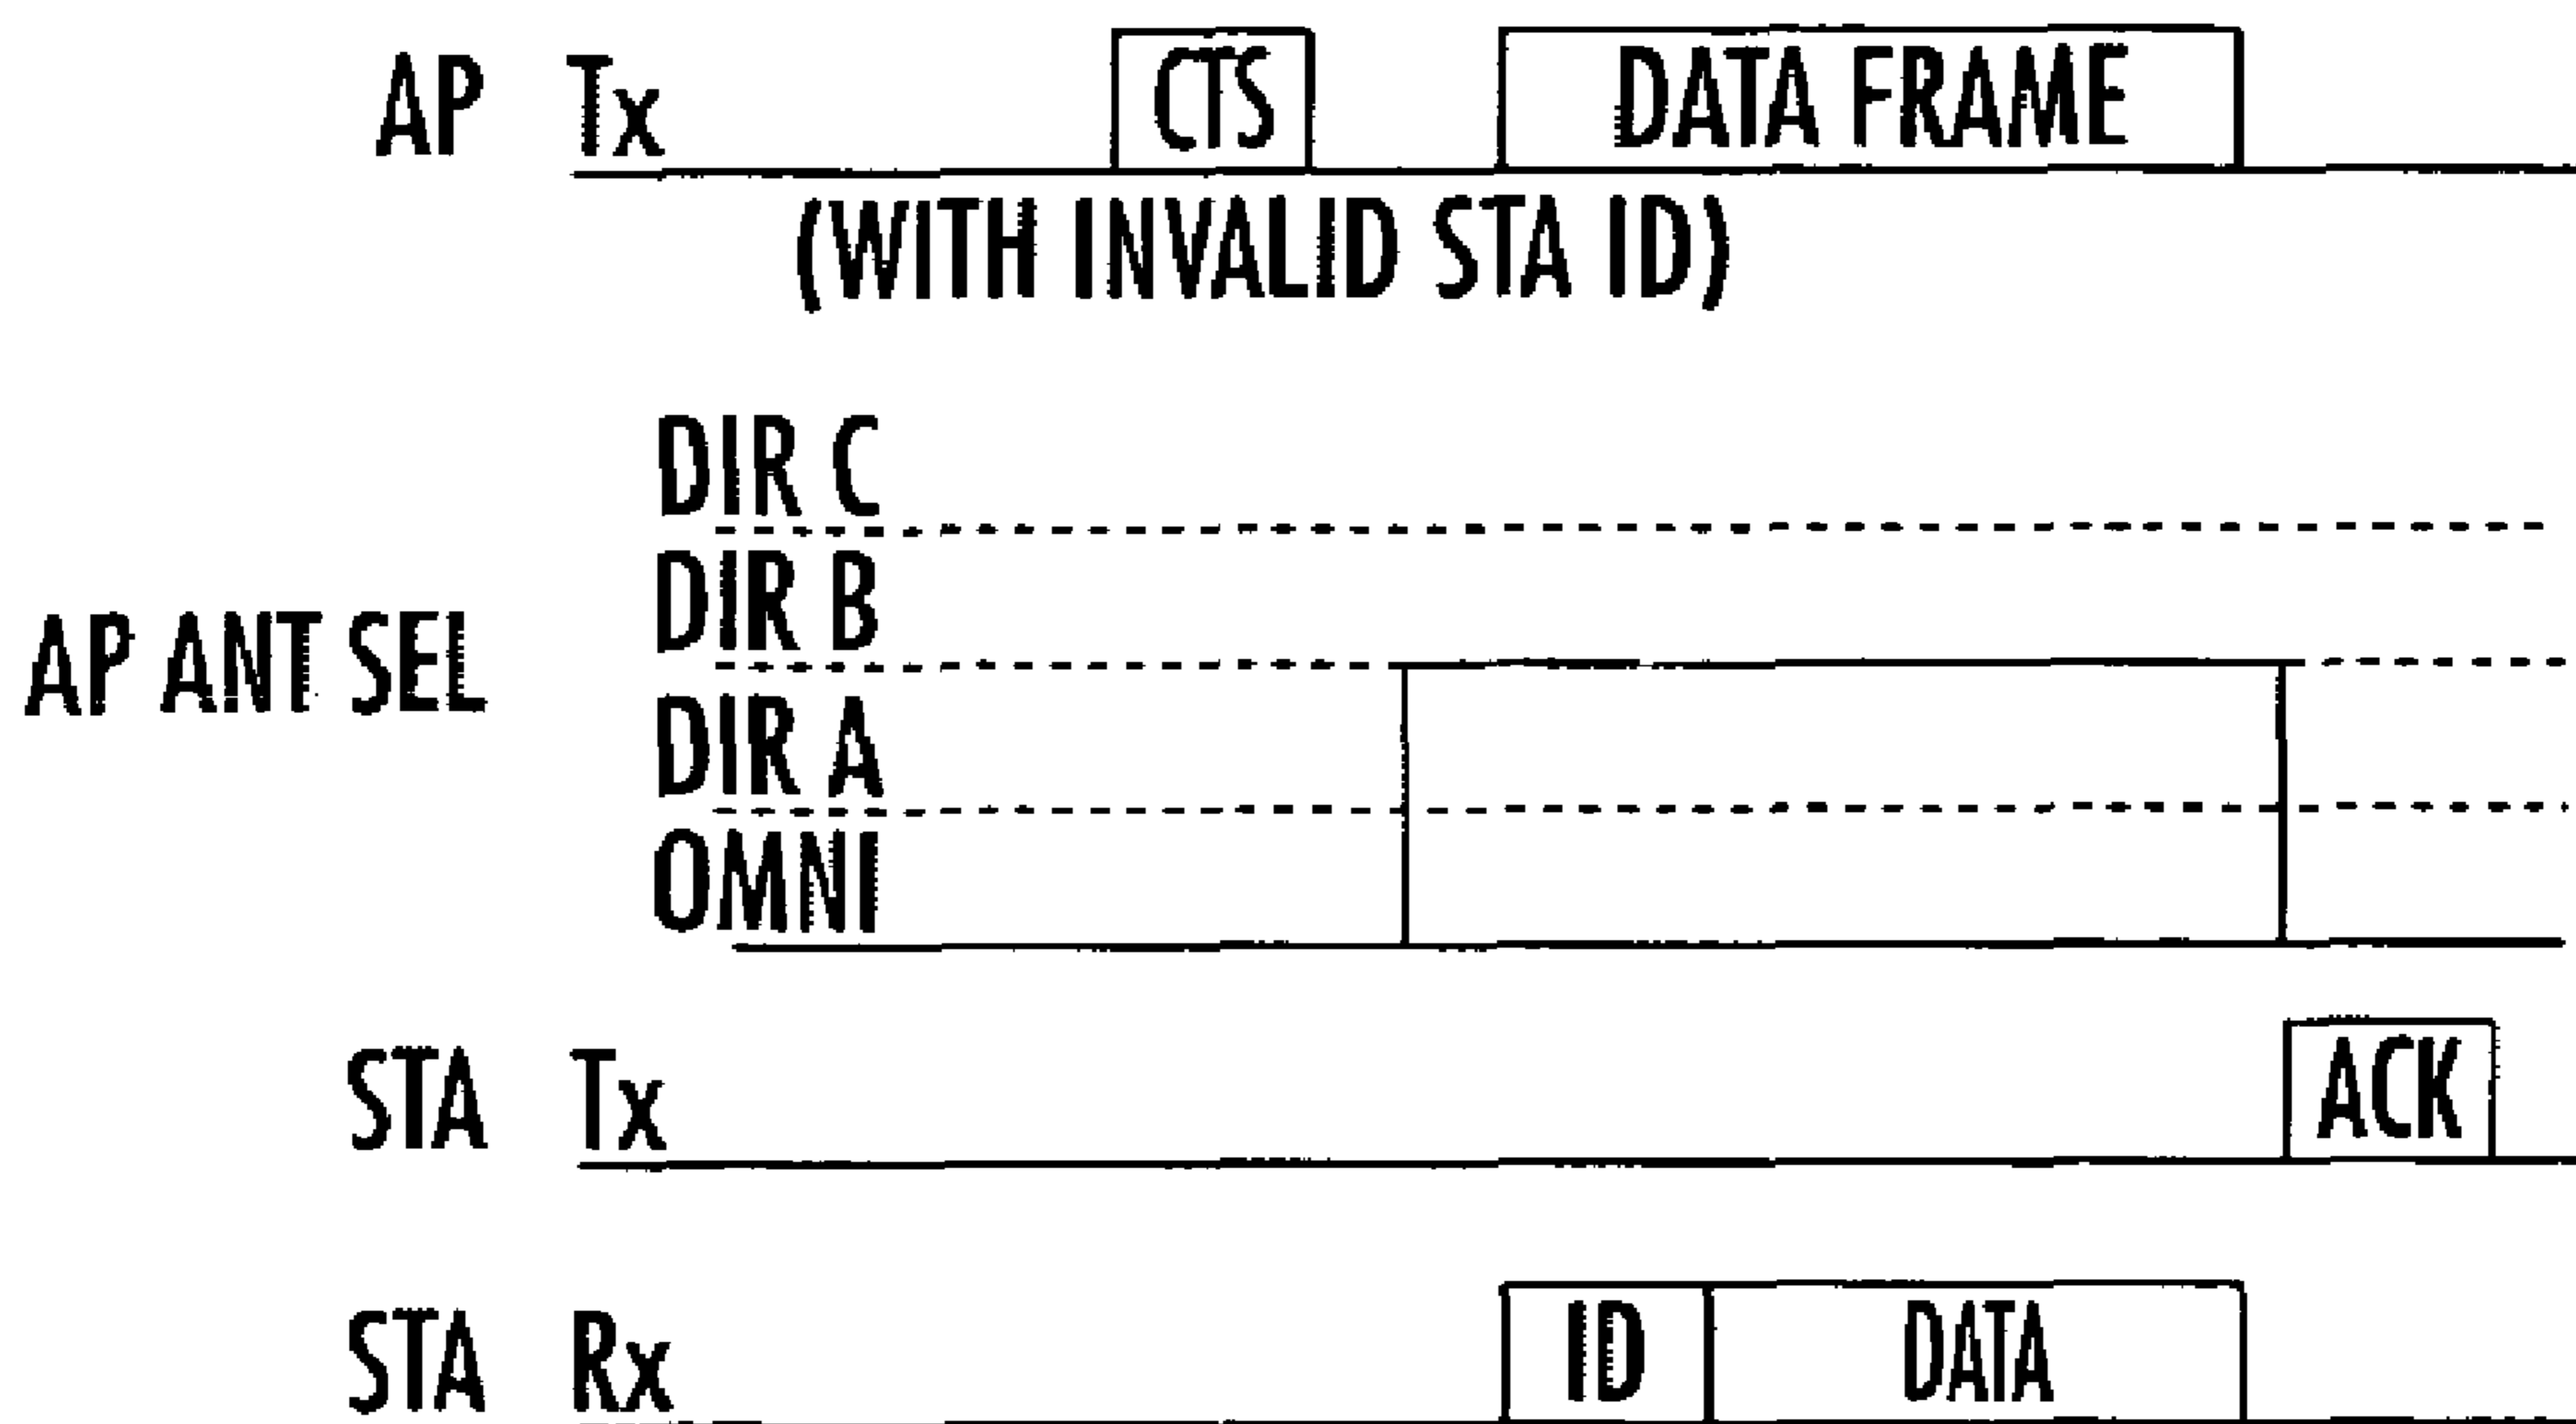 AP Tx CTS DATA FRAME
(WITH INVALID STA ID)
DIR C
DIR B
AP ANT SEL
DIR A
OMNI
STA Tx ACK
STA Rx ID DATA